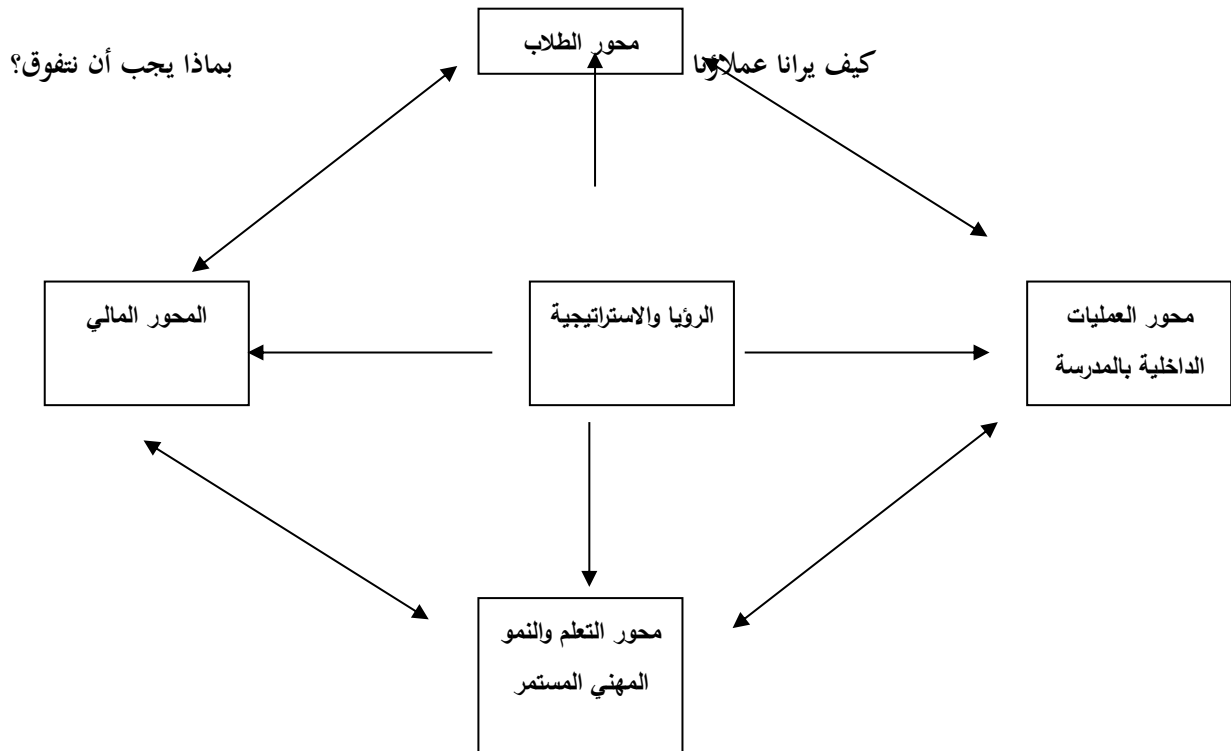 محور الطلاب
كيف يرانا عملاؤنا
بماذا يجب أن نتفوق؟
محور العمليات
الداخلية بالمدرسة
الرؤيا والاستراتيجية
المحور المالي
محور التعلم والنمو
المهني المستمر